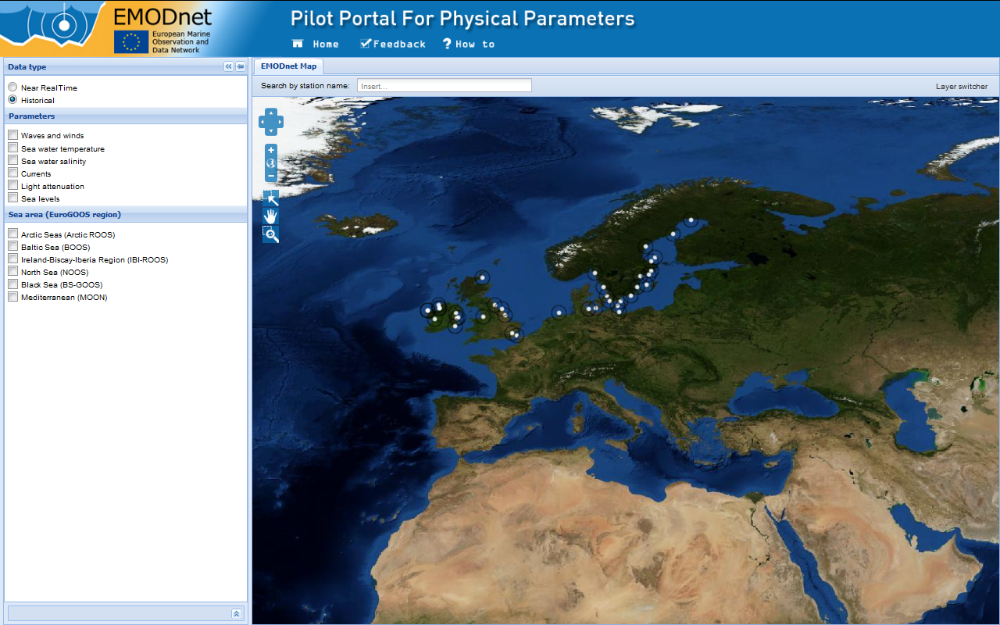 EMODnet
European Marine
Observation and
Data Network
Pilot Portal For Physical Parameters
Home
Feedback
? How to
Data type
Near RealTime
Historical
Parameters
Waves and winds
Sea water temperature
Sea water salinity
Currents
Light attenuation
Sea levels
Sea area (EuroGOOS region)
Arctic Seas (Arctic ROOS)
Baltic Sea (BOOS)
Ireland-Biscay-Iberia Region (IBI-ROOS)
North Sea (NOOS)
Black Sea (BS-GOOS)
Mediterranean (MOON)
EMODnet Map
Search by station name:
Insert...
Layer switcher